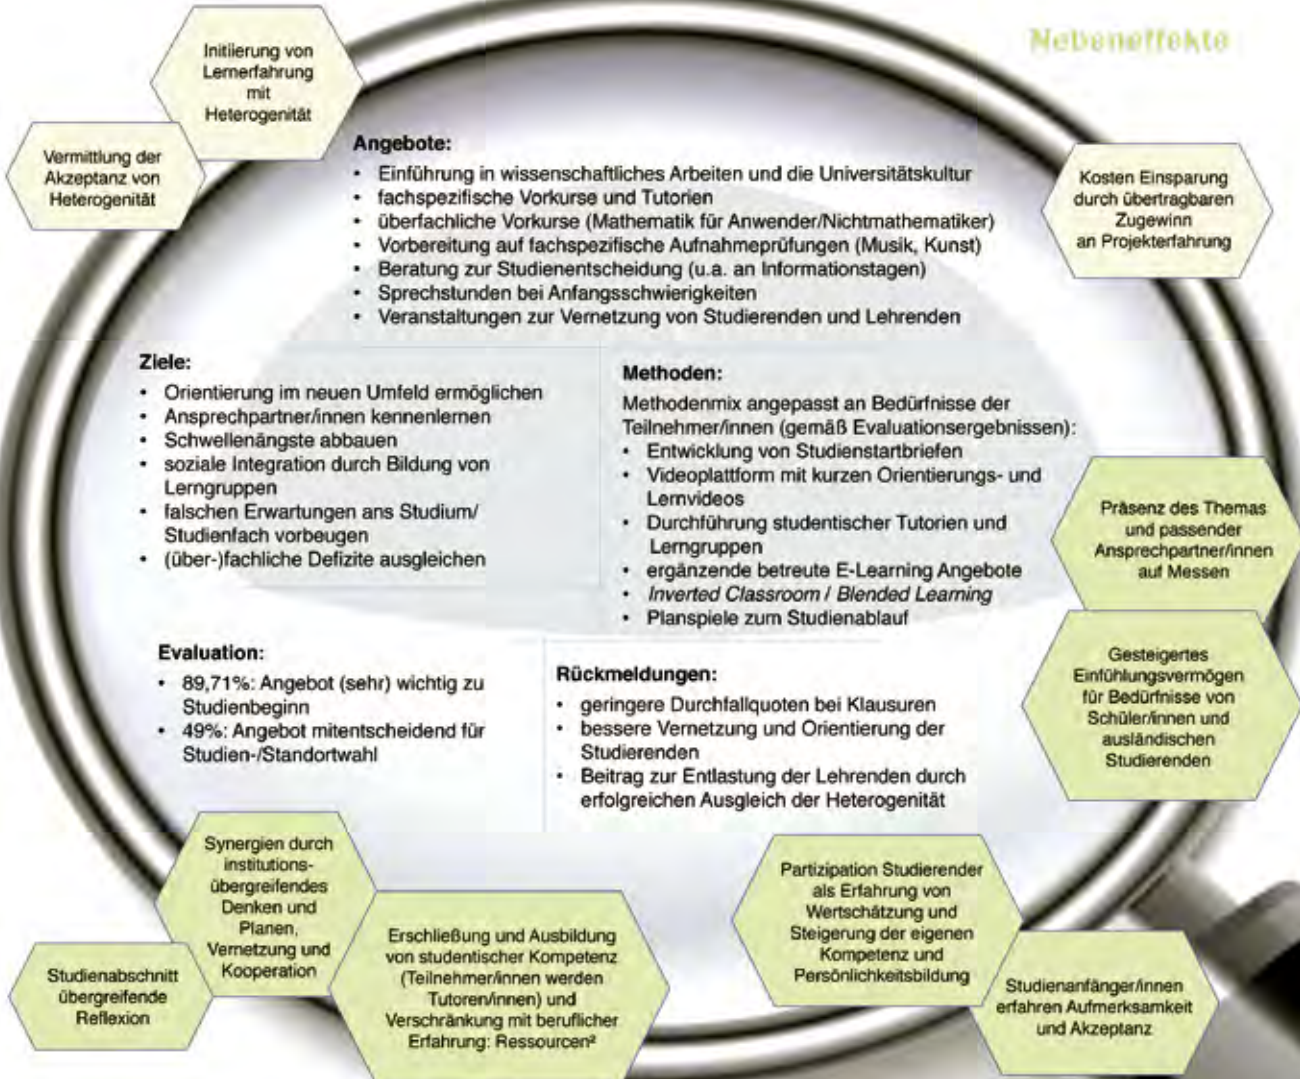 Nebeneffekte
Initiierung von
Lernerfahrung
mit
Heterogenität
Vermittlung der
Akzeptanz von
Heterogenität
Kosten Einsparung
durch übertragbaren
Zugewinn
an Projekterfahrung
Angebote:
• Einführung in wissenschaftliches Arbeiten und die Universitätskultur
• fachspezifische Vorkurse und Tutorien
• überfachliche Vorkurse (Mathematik für Anwender/Nichtmathematiker)
• Vorbereitung auf fachspezifische Aufnahmeprüfungen (Musik, Kunst)
• Beratung zur Studienentscheidung (u.a. an Informationstagen)
• Sprechstunden bei Anfangsschwierigkeiten
• Veranstaltungen zur Vernetzung von Studierenden und Lehrenden
Ziele:
• Orientierung im neuen Umfeld ermöglichen
• Ansprechpartner/innen kennenlernen
• Schwellenängste abbauen
• soziale Integration durch Bildung von
Lerngruppen
• falschen Erwartungen ans Studium/
Studienfach vorbeugen
• (über-)fachliche Defizite ausgleichen
Methoden:
Methodenmix angepasst an Bedürfnisse der
Teilnehmer/innen (gemäß Evaluationsergebnissen):
• Entwicklung von Studienstartbriefen
• Videoplattform mit kurzen Orientierungs- und
Lernvideos
• Durchführung studentischer Tutorien und
Lerngruppen
• ergänzende betreute E-Learning Angebote
• Inverted Classroom / Blended Learning
• Planspiele zum Studienablauf
Präsenz des Themas
und passender
Ansprechpartner/innen
auf Messen
Gesteigertes
Einfühlungsvermögen
für Bedürfnisse von
Schüler/innen und
ausländischen
Studierenden
Evaluation:
• 89,71%: Angebot (sehr) wichtig zu
Studienbeginn
• 49%: Angebot mitentscheidend für
Studien-/Standortwahl
Rückmeldungen:
• geringere Durchfallquoten bei Klausuren
• bessere Vernetzung und Orientierung der
Studierenden
• Beitrag zur Entlastung der Lehrenden durch
erfolgreichen Ausgleich der Heterogenität
Synergien durch
institutions-
übergreifendes
Denken und
Planen,
Vernetzung und
Kooperation
Studienabschnitt
übergreifende
Reflexion
Erschließung und Ausbildung
von studentischer Kompetenz
(Teilnehmer/innen werden
Tutoren/innen) und
Verschränkung mit beruflicher
Erfahrung: Ressourcen²
Partizipation Studierender
als Erfahrung von
Wertschätzung und
Steigerung der eigenen
Kompetenz und
Persönlichkeitsbildung
Studienanfänger/innen
erfahren Aufmerksamkeit
und Akzeptanz